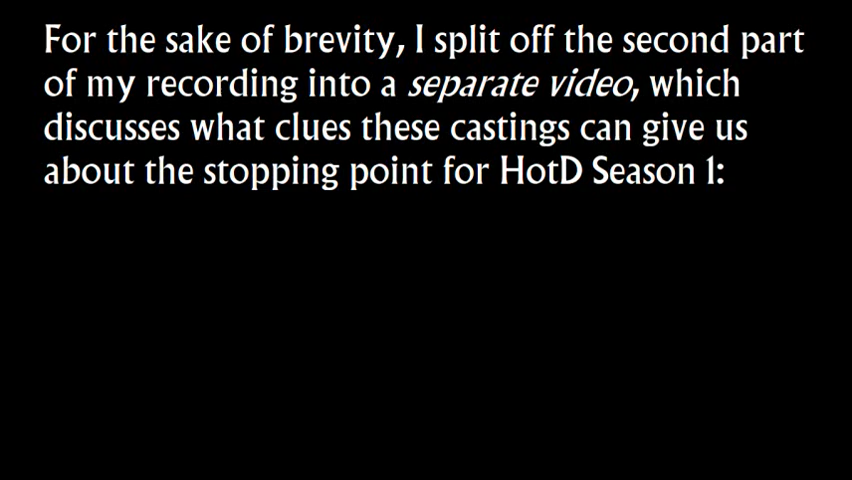 For the sake of brevity, I split off the second part
of my recording into a separate video, which
discusses what clues these castings can give us
about the stopping point for HotD Season 1: